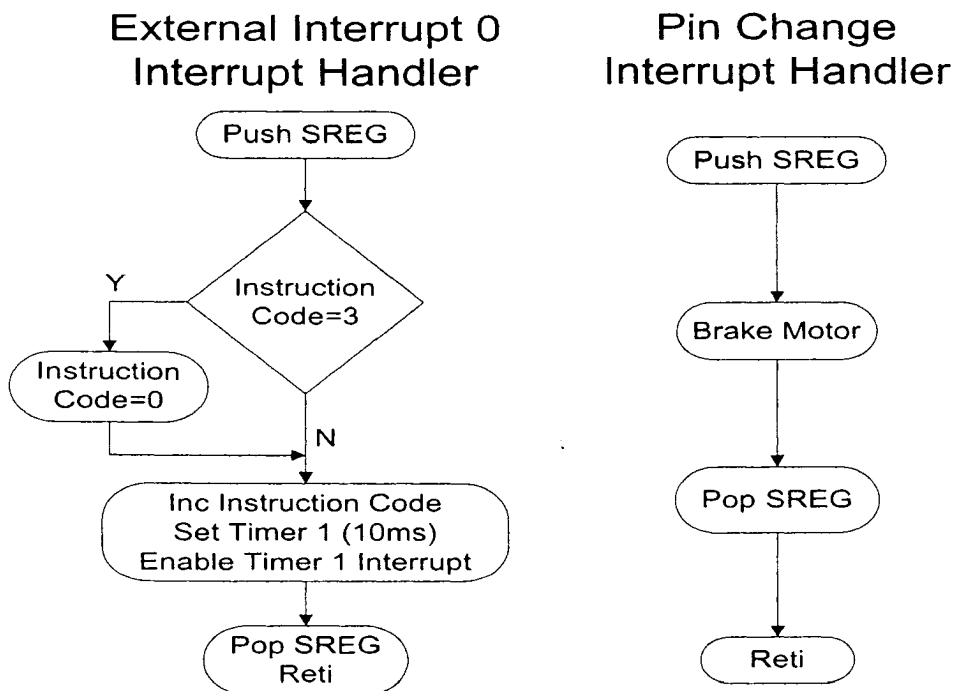 External Interrupt 0
Interrupt Handler
Push SREG
Instruction
Code=3
Y
Instruction
Code=0
N
Inc Instruction Code
Set Timer 1 (10ms)
Enable Timer 1 Interrupt
Pop SREG
Reti
Pin Change
Interrupt Handler
Push SREG
Brake Motor
Pop SREG
Reti